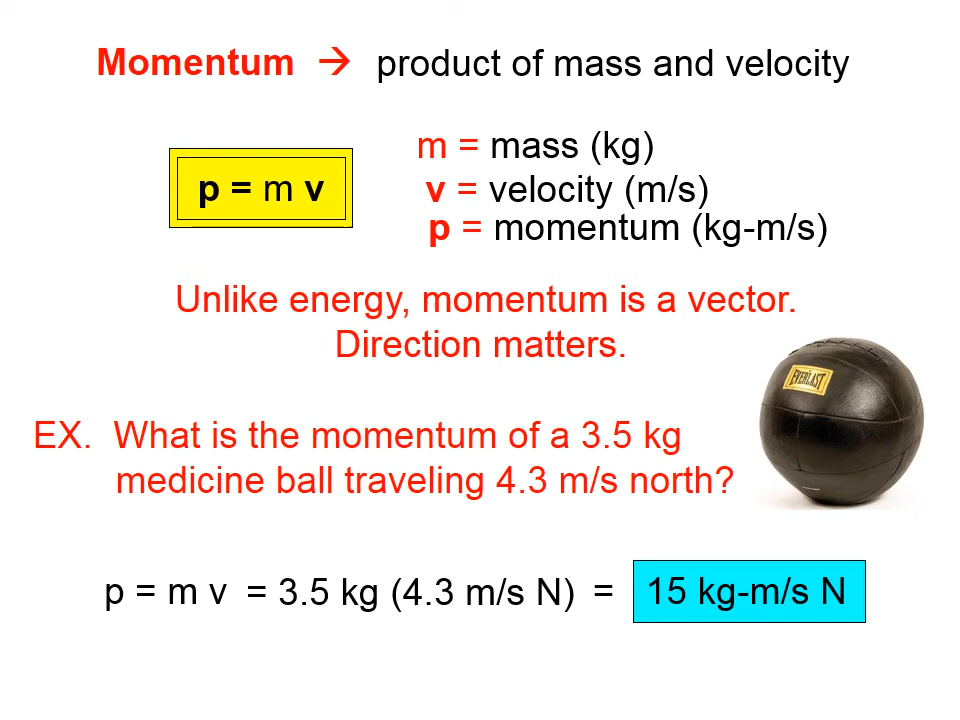 Momentum → product of mass and velocity
m = mass (kg)
p = m v
v = velocity (m/s)
p = momentum (kg-m/s)
Unlike energy, momentum is a vector.
Direction matters.
EVERLAST
EX. What is the momentum of a 3.5 kg
medicine ball traveling 4.3 m/s north?
p = m v = 3.5 kg (4.3 m/s N) = 15 kg-m/s N